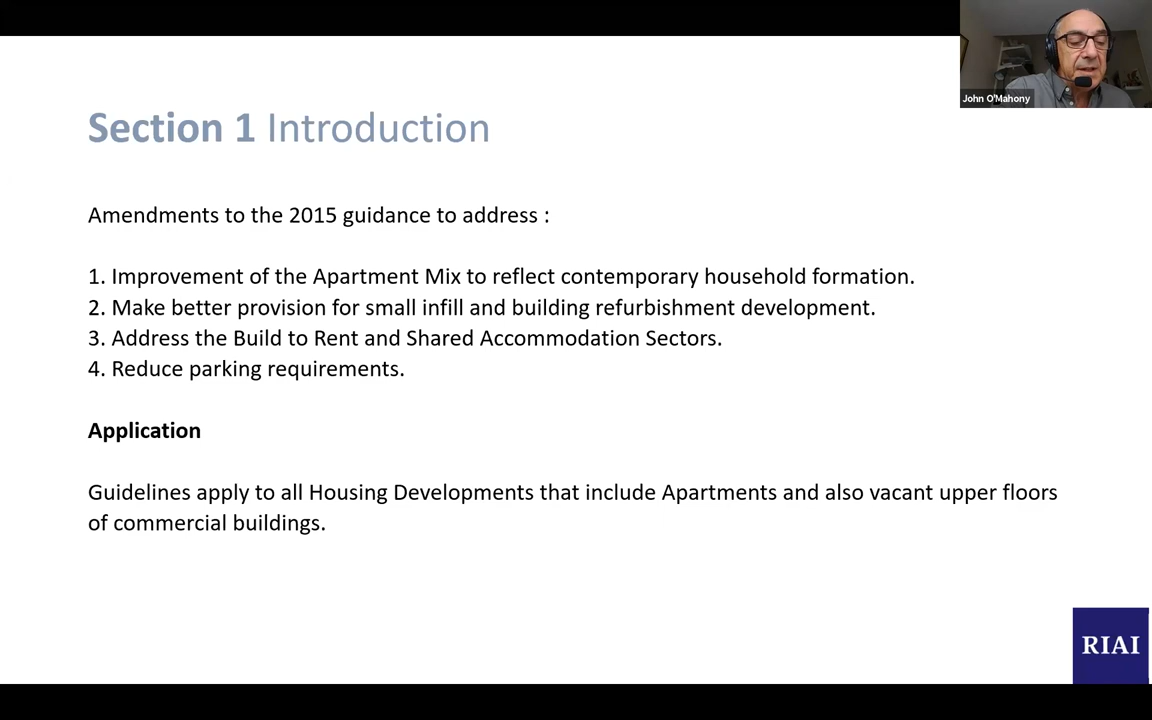 John O'Mahony
Section 1 Introduction
Amendments to the 2015 guidance to address :
1. Improvement of the Apartment Mix to reflect contemporary household formation.
2. Make better provision for small infill and building refurbishment development.
3. Address the Build to Rent and Shared Accommodation Sectors.
4. Reduce parking requirements.
Application
Guidelines apply to all Housing Developments that include Apartments and also vacant upper floors
of commercial buildings.
RIAI